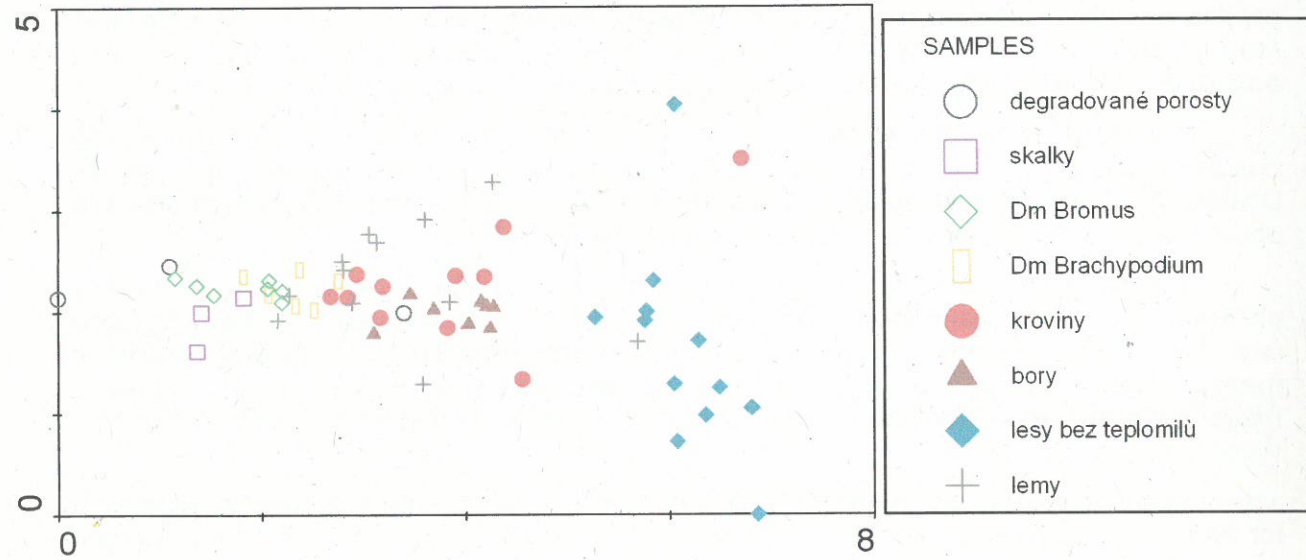 5
0
0
8
SAMPLES
degradované porosty
skalky
Dm Bromus
Dm Brachypodium
kroviny
bory
lesy bez teplomilù
lemy